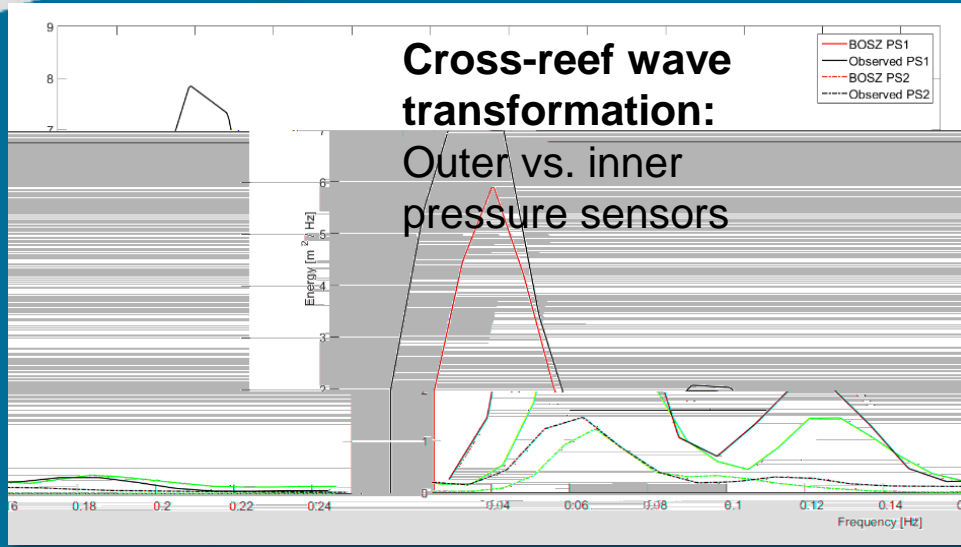 9
8
7
Cross-reef wave
transformation:
Outer vs. inner
pressure sensors
BOSZ PS1
Observed PS1
BOSZ PS2
Observed PS2
7
6
5
4
3
2
1
0
Energy [m^2 / Hz]
0.18
0.2
0.22
0.24
0.04
0.06
0.08
0.1
0.12
0.14
Frequency [Hz]